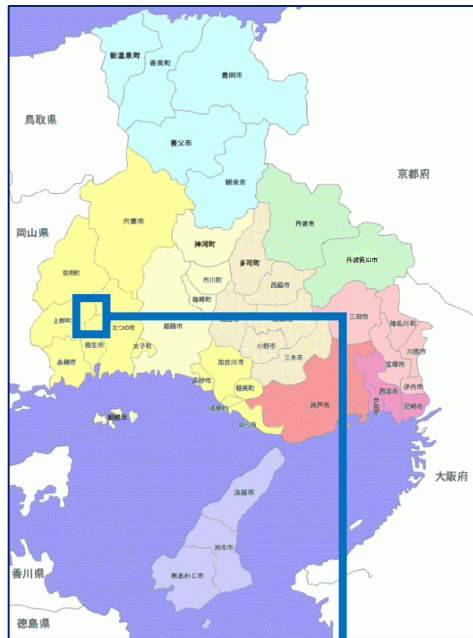 新温泉町
香美町
豊岡市
鳥取県
養父市
京都府
朝来市
宍粟市
丹波市
岡山県
神河町
丹波篠山市
多可町
佐用町
市川町
西脇市
福崎町
三田市
猪名川町
上郡町
たつの市
姫路市
相生市
太子町
小野市
三木市
川西市
宝塚市
赤穂市
加古川市
伊丹市
高砂市
稲美町
西宮市
尼崎市
神戸市
芦屋市
播磨町
明石市
姫路市
大阪府
淡路市
洲本市
南あわじ市
香川県
徳島県